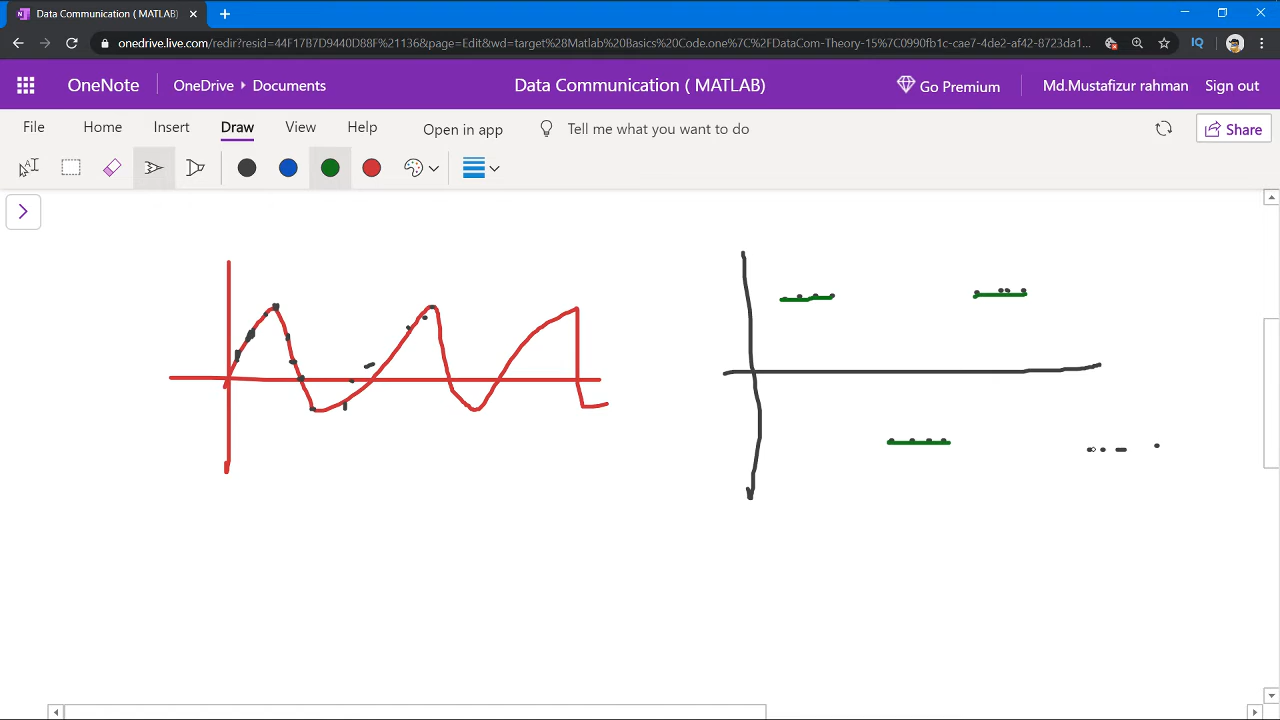 Data Communication (MATLAB)
onedrive.live.com/redir?resid=44F17B7D9440D88F%21136&page=Edit&wd=target%28Matlab%20Basics%20Code.one%7C%2FDataCom-Theory-15%7C0990fb1c-cae7-4de2-af42-8723da1...
IQ
OneNote
OneDrive
Documents
Data Communication ( MATLAB)
Go Premium
Md.Mustafizur rahman
Sign out
File
Home
Insert
Draw
View
Help
Open in app
Tell me what you want to do
Share